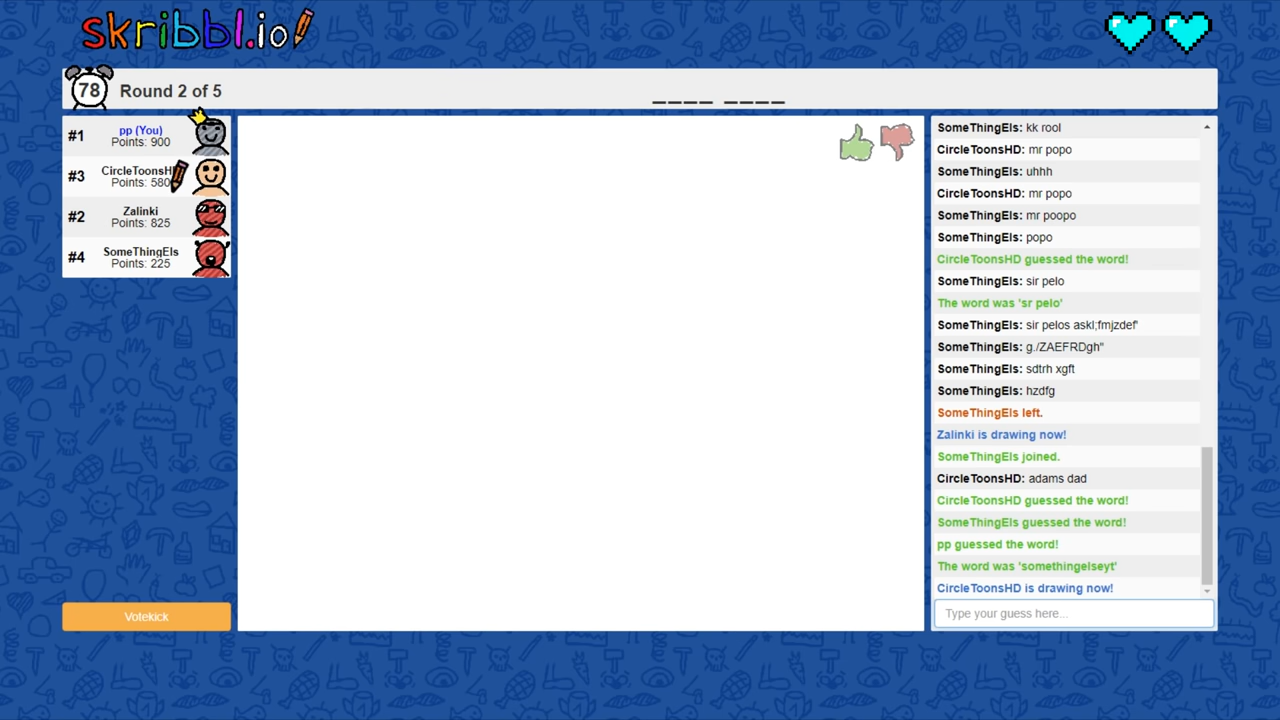 skribbl.io
78
Round 2 of 5
____ ____
#1
pp (You)
Points: 900
#3
CircleToonsH
Points: 580
#2
Zalinki
Points: 825
#4
SomeThingEls
Points: 225
Votekick
SomeThingEls: kk rool
CircleToonsHD: mr popo
SomeThingEls: uhhh
CircleToonsHD: mr popo
SomeThingEls: mr poopo
SomeThingEls: popo
CircleToonsHD guessed the word!
SomeThingEls: sir pelo
The word was 'sr pelo'
SomeThingEls: sir pelos askl;fmjzdef'
SomeThingEls: g./ZAEFRDgh"
SomeThingEls: sdtrh xgft
SomeThingEls: hzdfg
SomeThingEls left.
Zalinki is drawing now!
SomeThingEls joined.
CircleToonsHD: adams dad
CircleToonsHD guessed the word!
SomeThingEls guessed the word!
pp guessed the word!
The word was 'somethingelseyt'
CircleToonsHD is drawing now!
Type your guess here...